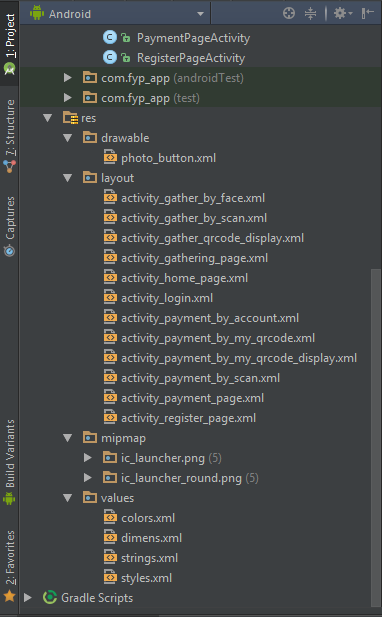 Android
1: Project
7: Structure
Captures
Build Variants
2: Favorites
PaymentPageActivity
RegisterPageActivity
com.fyp_app (androidTest)
com.fyp_app (test)
res
drawable
photo_button.xml
layout
activity_gather_by_face.xml
activity_gather_by_scan.xml
activity_gather_qrcode_display.xml
activity_gathering_page.xml
activity_home_page.xml
activity_login.xml
activity_payment_by_account.xml
activity_payment_by_my_qrcode.xml
activity_payment_by_my_qrcode_display.xml
activity_payment_by_scan.xml
activity_payment_page.xml
activity_register_page.xml
mipmap
ic_launcher.png (5)
ic_launcher_round.png (5)
values
colors.xml
dimens.xml
strings.xml
styles.xml
Gradle Scripts